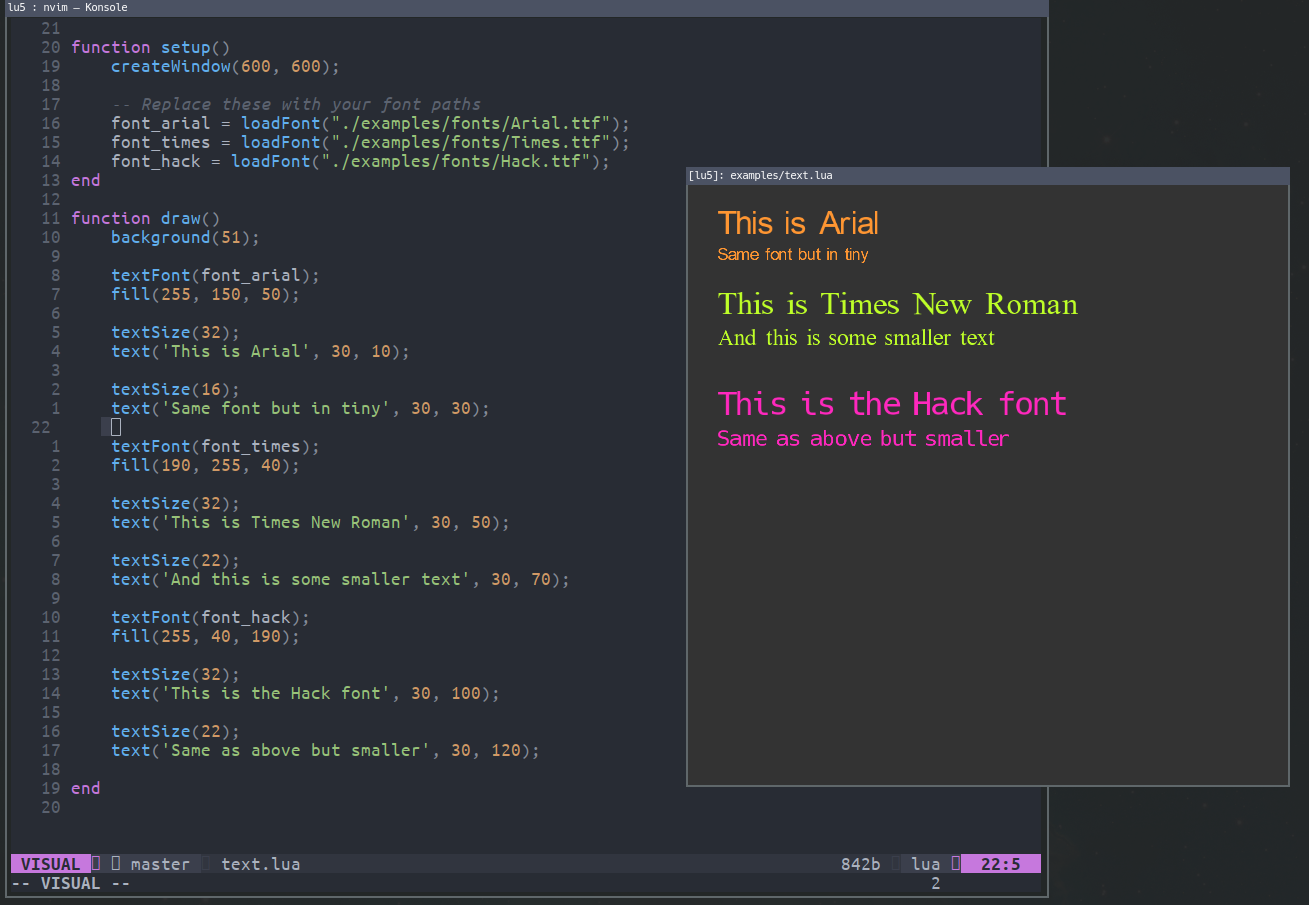 lu5 : nvim — Konsole
21
20 function setup()
19     createWindow(600, 600);
18
17     -- Replace these with your font paths
16     font_arial = loadFont("./examples/fonts/Arial.ttf");
15     font_times = loadFont("./examples/fonts/Times.ttf");
14     font_hack = loadFont("./examples/fonts/Hack.ttf");
13 end
12
11 function draw()
10     background(51);
9
8     textFont(font_arial);
7     fill(255, 150, 50);
6
5     textSize(32);
4     text('This is Arial', 30, 10);
3
2     textSize(16);
1     text('Same font but in tiny', 30, 30);
22
1     textFont(font_times);
2     fill(190, 255, 40);
3
4     textSize(32);
5     text('This is Times New Roman', 30, 50);
6
7     textSize(22);
8     text('And this is some smaller text', 30, 70);
9
10     textFont(font_hack);
11     fill(255, 40, 190);
12
13     textSize(32);
14     text('This is the Hack font', 30, 100);
15
16     textSize(22);
17     text('Same as above but smaller', 30, 120);
18
19 end
20
VISUAL master text.lua 842b lua 22:5
-- VISUAL -- 2
[lu5]: examples/text.lua
This is Arial
Same font but in tiny
This is Times New Roman
And this is some smaller text
This is the Hack font
Same as above but smaller